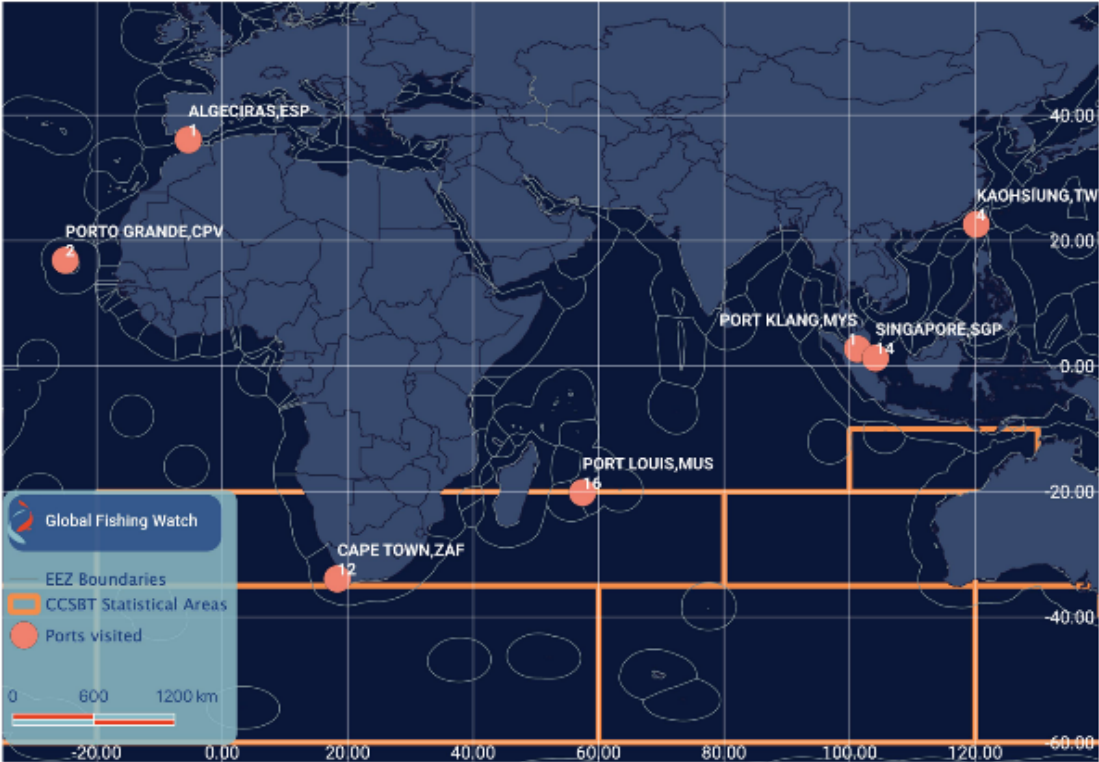 ALGECIRAS,ESP
1
40.00
KAOHSIUNG,TW
4
PORTO GRANDE,CPV
2
20.00
PORT KLANG,MYS
1
SINGAPORE,SGP
14
0.00
PORT LOUIS,MUS
16
-20.00
Global Fishing Watch
CAPE TOWN,ZAF
12
EEZ Boundaries
CCSBT Statistical Areas
-40.00
Ports visited
0 600 1200 km
-60.00
-20.00 0.00 20.00 40.00 60.00 80.00 100.00 120.00